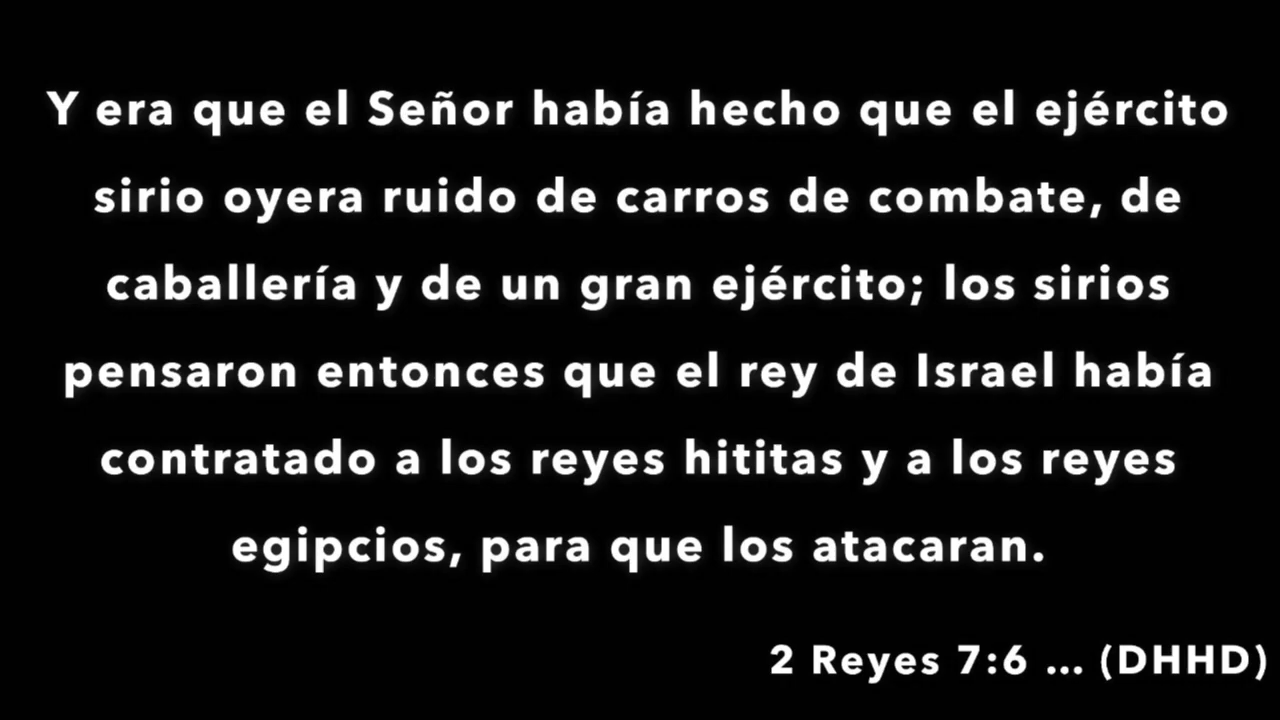 Y era que el Señor había hecho que el ejército
sirio oyera ruido de carros de combate, de
caballería y de un gran ejército; los sirios
pensaron entonces que el rey de Israel había
contratado a los reyes hititas y a los reyes
egipcios, para que los atacaran.
2 Reyes 7:6 ... (DHHD)